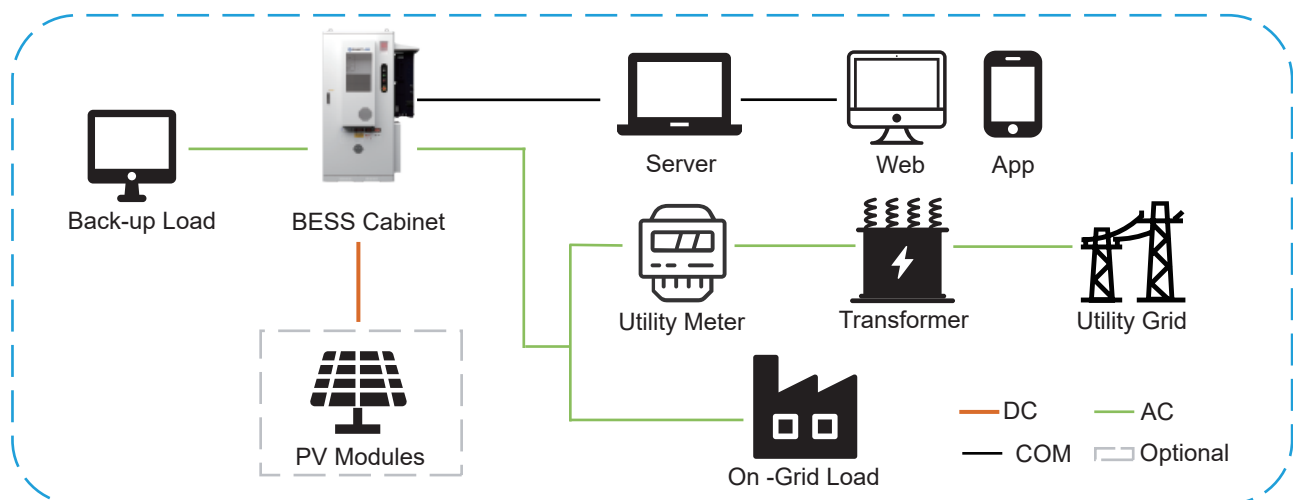 Server
Web
App
Back-up Load
BESS Cabinet
Utility Meter
Transformer
Utility Grid
PV Modules
On -Grid Load
DC
AC
COM
Optional